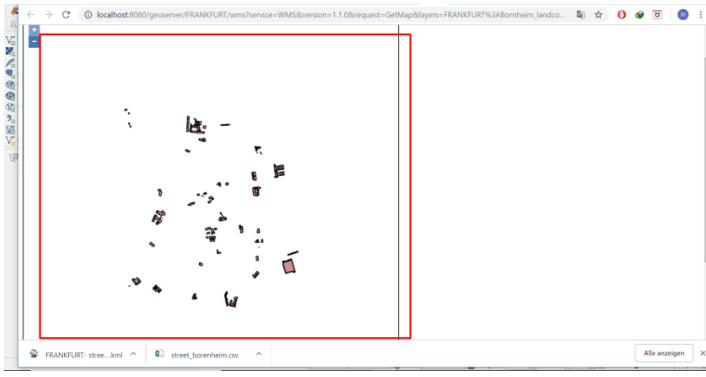 localhost:8080/geoserver/FRANKFURT/wms?service=WMS&version=1.1.0&request=GetMap&layers=FRANKFURT%3ABornheim_landco...
+
−
FRANKFURT- stree....kml
street_borenheim.csv
Alle anzeigen